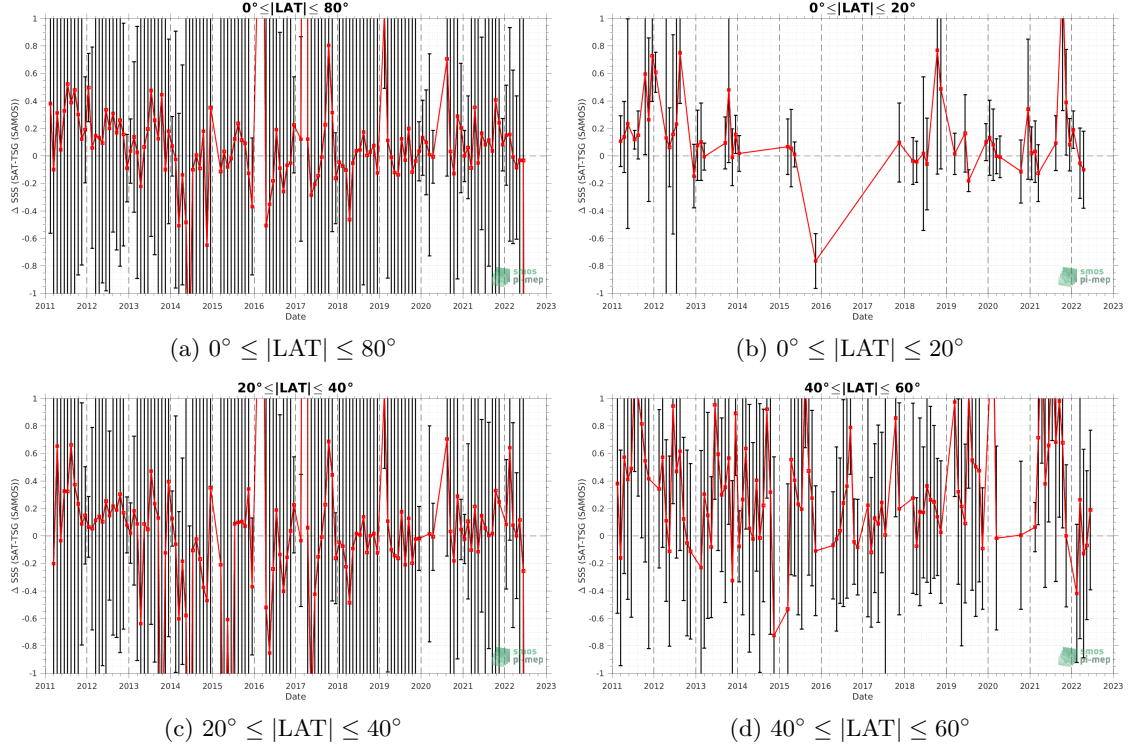 0°≤|LAT|≤ 80°
Δ SSS (SAT-TSG (SAMOS))
1
0.8
0.6
0.4
0.2
0
-0.2
-0.4
-0.6
-0.8
-1
2011 2012 2013 2014 2015 2016 2017 2018 2019 2020 2021 2022 2023
Date
smos
pi-mep
(a) 0° ≤ |LAT| ≤ 80°
0°≤|LAT|≤ 20°
Δ SSS (SAT-TSG (SAMOS))
1
0.8
0.6
0.4
0.2
0
-0.2
-0.4
-0.6
-0.8
-1
2011 2012 2013 2014 2015 2016 2017 2018 2019 2020 2021 2022 2023
Date
smos
pi-mep
(b) 0° ≤ |LAT| ≤ 20°
20°≤|LAT|≤ 40°
Δ SSS (SAT-TSG (SAMOS))
1
0.8
0.6
0.4
0.2
0
-0.2
-0.4
-0.6
-0.8
-1
2011 2012 2013 2014 2015 2016 2017 2018 2019 2020 2021 2022 2023
Date
smos
pi-mep
(c) 20° ≤ |LAT| ≤ 40°
40°≤|LAT|≤ 60°
Δ SSS (SAT-TSG (SAMOS))
1
0.8
0.6
0.4
0.2
0
-0.2
-0.4
-0.6
-0.8
-1
2011 2012 2013 2014 2015 2016 2017 2018 2019 2020 2021 2022 2023
Date
smos
pi-mep
(d) 40° ≤ |LAT| ≤ 60°